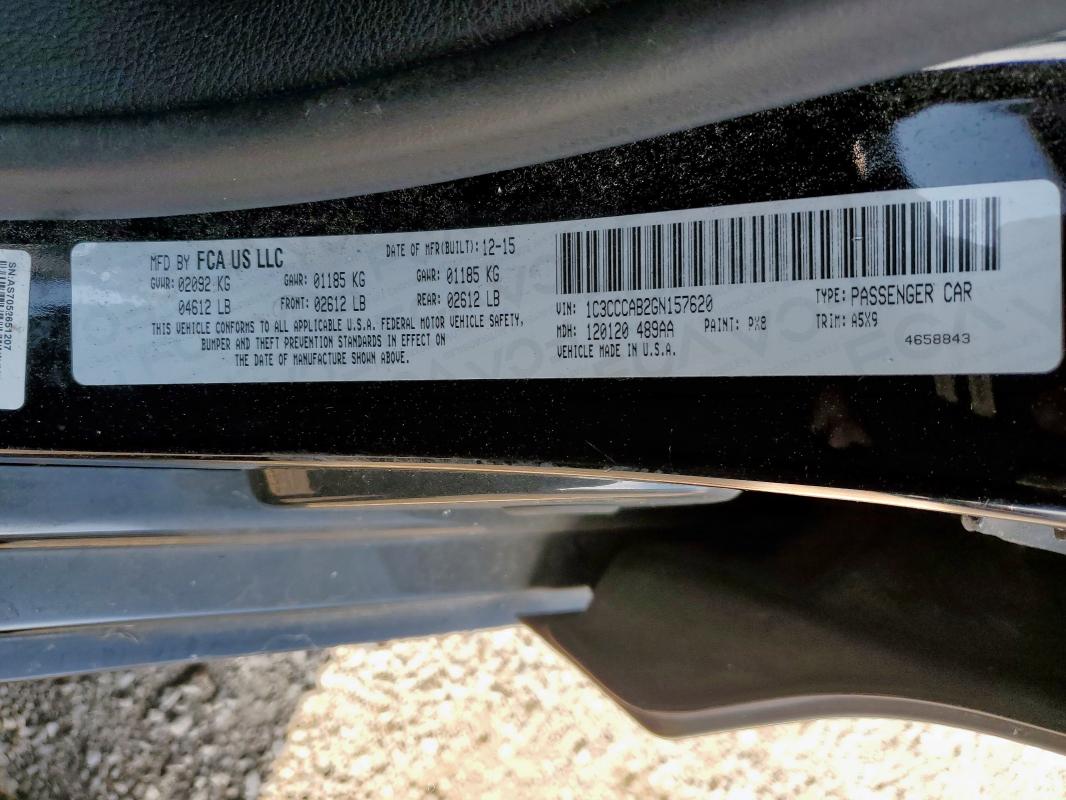 SN:AS7052651207
MFD BY FCA US LLC
DATE OF MFR(BUILT): 12-15
GVWR: 02092 KG
GAWR: 01185 KG
GAWR: 01185 KG
04612 LB
FRONT: 02612 LB
REAR: 02612 LB
THIS VEHICLE CONFORMS TO ALL APPLICABLE U.S.A. FEDERAL MOTOR VEHICLE SAFETY,
BUMPER AND THEFT PREVENTION STANDARDS IN EFFECT ON
THE DATE OF MANUFACTURE SHOWN ABOVE.
VIN: 1C3CCCAB2GN157620
TYPE: PASSENGER CAR
MDH: 120120 489AA
PAINT: PX8
TRIM: A5X9
VEHICLE MADE IN U.S.A.
4658843